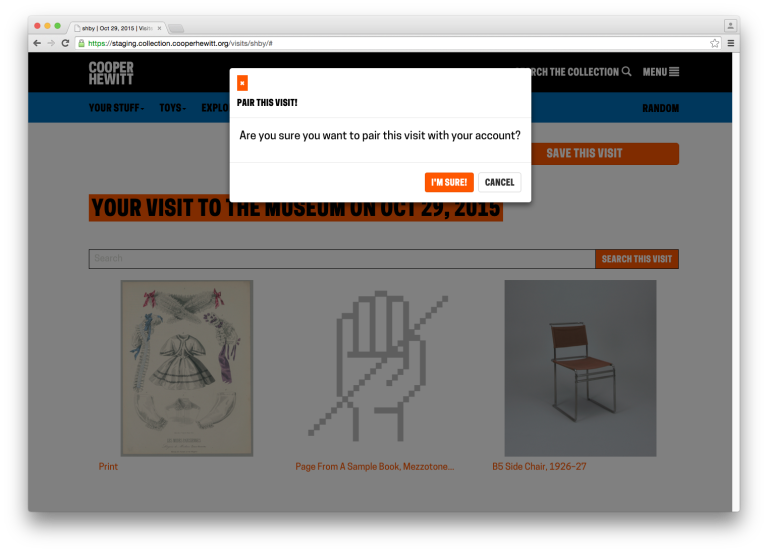 shby | Oct 29, 2015 | Visits
https://staging.collection.cooperhewitt.org/visits/shby/#
COOPER
HEWITT
RCH THE COLLECTION
MENU
×
PAIR THIS VISIT!
YOUR STUFF
TOYS
EXPLO
RANDOM
Are you sure you want to pair this visit with your account?
SAVE THIS VISIT
I'M SURE!
CANCEL
YOUR VISIT TO THE MUSEUM ON OCT 29, 2015
Search
SEARCH THIS VISIT
Print
Page From A Sample Book, Mezzotone...
B5 Side Chair, 1926–27